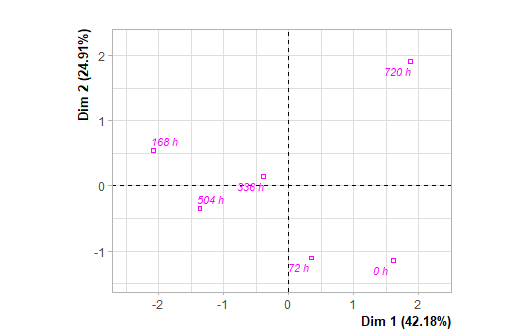 Dim 2 (24.91%)
2
720 h
1
168 h
336 h
0
504 h
-1
72 h
0 h
-2
-1
0
1
2
Dim 1 (42.18%)